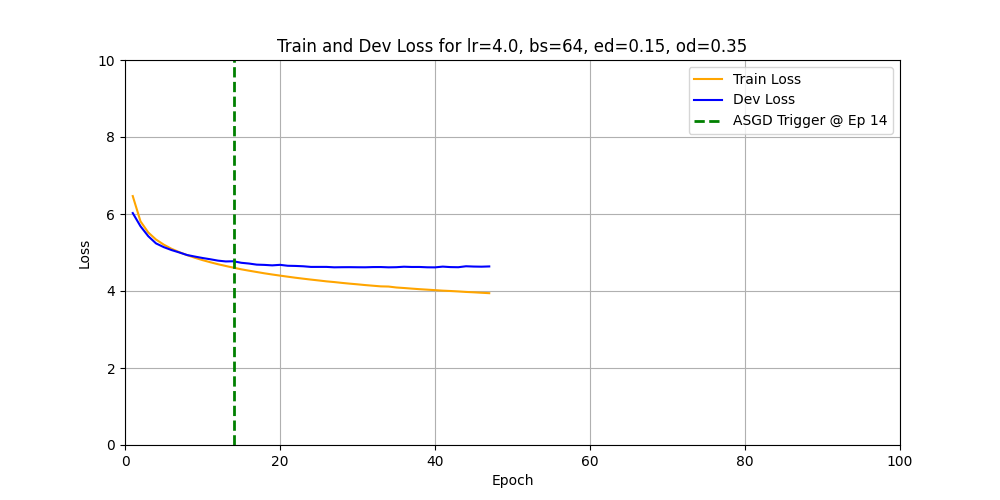 Train and Dev Loss for lr=4.0, bs=64, ed=0.15, od=0.35
10
8
6
4
2
0
Loss
Train Loss
Dev Loss
ASGD Trigger @ Ep 14
0 20 40 60 80 100
Epoch